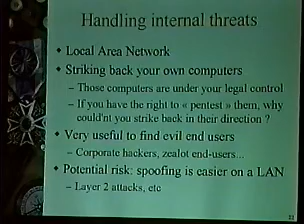 Handling internal threats
Local Area Network
Striking back your own computers
– Those computers are under your legal control
– If you have the right to « pentest » them, why
could'nt you strike back in their direction ?
Very useful to find evil end users
– Corporate hackers, zealot end-users...
Potential risk: spoofing is easier on a LAN
– Layer 2 attacks, etc